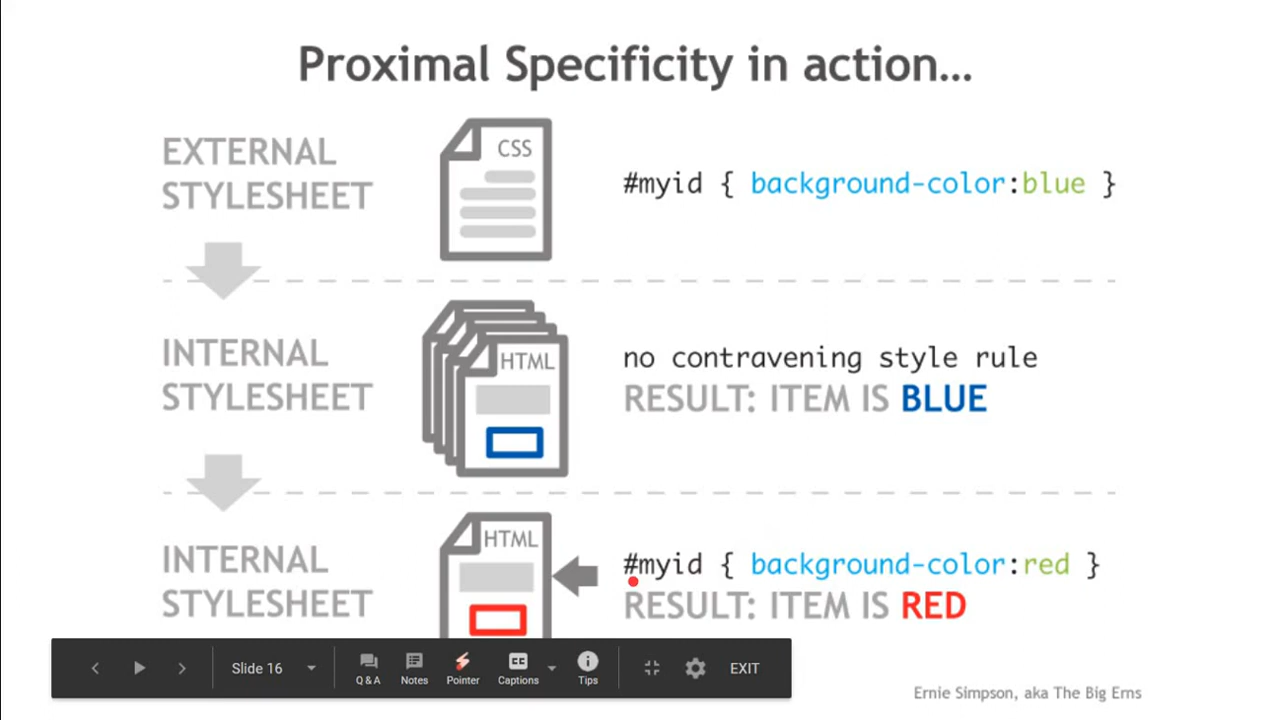 Proximal Specificity in action...
EXTERNAL
STYLESHEET
CSS
#myid { background-color:blue }
INTERNAL
STYLESHEET
HTML
no contravening style rule
RESULT: ITEM IS BLUE
INTERNAL
STYLESHEET
HTML
#myid { background-color:red }
RESULT: ITEM IS RED
Slide 16
Q & A
Notes
Pointer
CC
Captions
Tips
EXIT
Ernie Simpson, aka The Big Erns